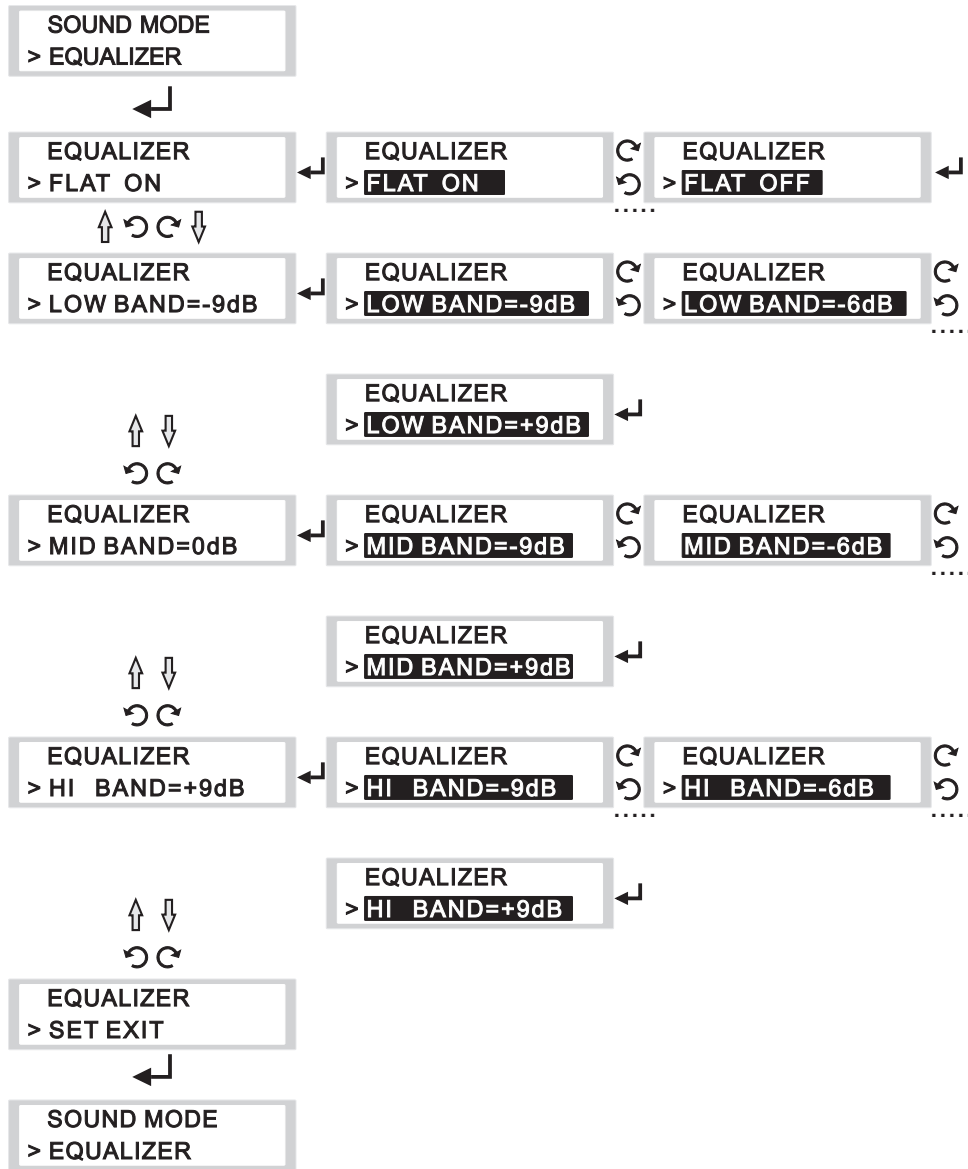 SOUND MODE
> EQUALIZER
EQUALIZER
> FLAT ON
EQUALIZER
> FLAT ON
EQUALIZER
> FLAT OFF
EQUALIZER
> LOW BAND=-9dB
EQUALIZER
> LOW BAND=-9dB
EQUALIZER
> LOW BAND=-6dB
EQUALIZER
> LOW BAND=+9dB
EQUALIZER
> MID BAND=0dB
EQUALIZER
> MID BAND=-9dB
EQUALIZER
MID BAND=-6dB
EQUALIZER
> MID BAND=+9dB
EQUALIZER
> HI BAND=+9dB
EQUALIZER
> HI BAND=-9dB
EQUALIZER
> HI BAND=-6dB
EQUALIZER
> HI BAND=+9dB
EQUALIZER
> SET EXIT
SOUND MODE
> EQUALIZER